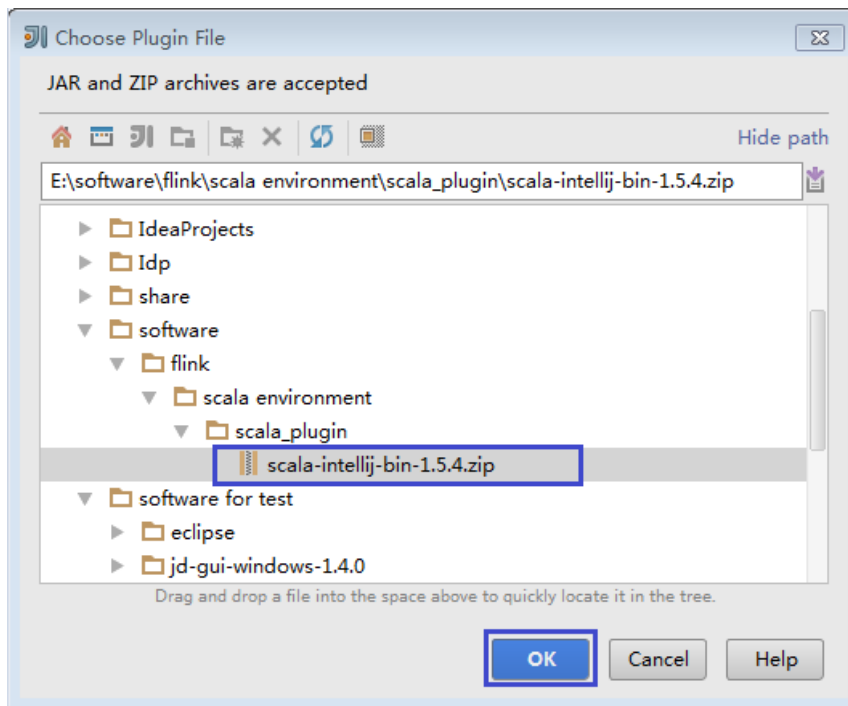 Choose Plugin File
JAR and ZIP archives are accepted
Hide path
E:\software\flink\scala environment\scala_plugin\scala-intellij-bin-1.5.4.zip
IdeaProjects
Idp
share
software
flink
scala environment
scala_plugin
scala-intellij-bin-1.5.4.zip
software for test
eclipse
jd-gui-windows-1.4.0
Drag and drop a file into the space above to quickly locate it in the tree.
OK Cancel Help